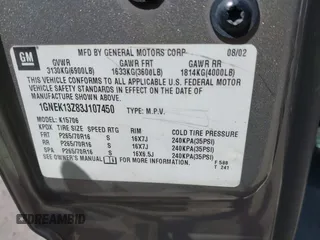 GM
MFD BY GENERAL MOTORS CORP 08/02
GVWR GAWR FRT GAWR RR
3130KG(6900LB) 1633KG(3600LB) 1814KG(4000LB)
THIS VEHICLE CONFORMS TO ALL APPLICABLE U.S. FEDERAL MOTOR
VEHICLE SAFETY AND THEFT PREVENTION STANDARDS IN EFFECT ON
THE DATE OF MANUFACTURE SHOWN ABOVE.
1GNEK13Z83J107450 TYPE: M.P.V.
MODEL: K15706
KPDX TIRE SIZE SPEED RTG RIM COLD TIRE PRESSURE
FRT P265/70R16 S 16X7J 240KPA(35PSI)
RR P265/70R16 S 16X7J 240KPA(35PSI)
SPA P265/70R16 S 16X6.5J 240KPA(35PSI)
SEE OWNER'S MANUAL FOR ADDITIONAL INFORMATION
T 241
DREAMBID